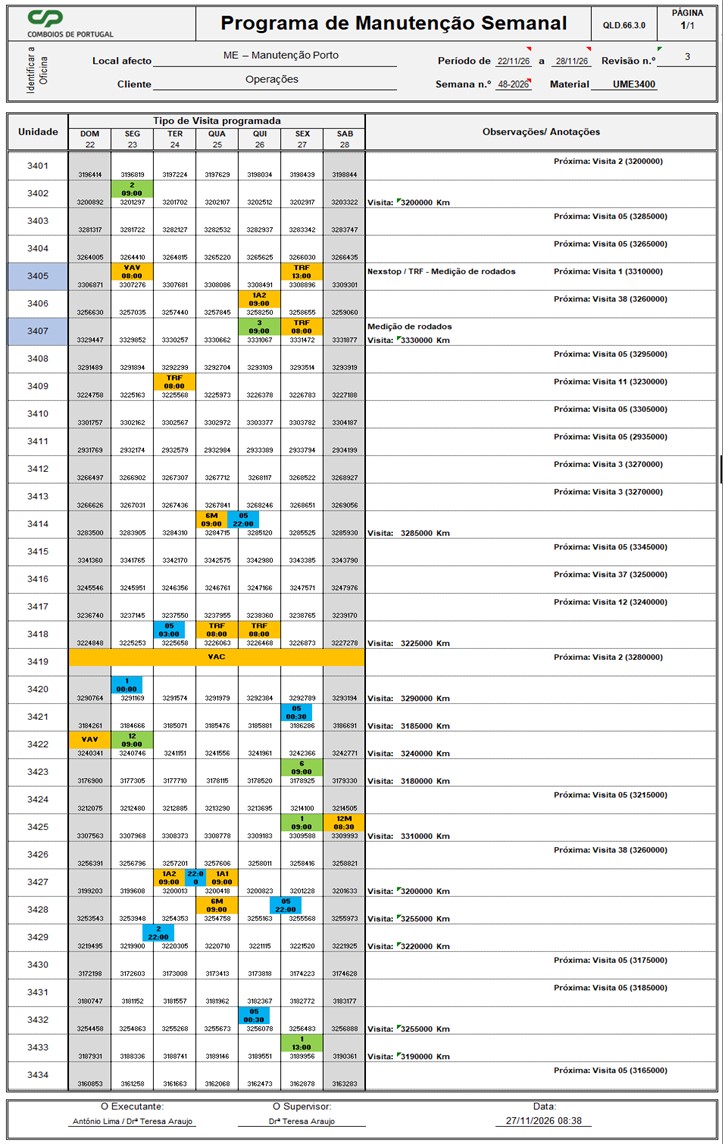 COMBOIOS DE PORTUGAL
Programa de Manutenção Semanal
QLD.66.3.0
PÁGINA
1/1
Identificar a Oficina
Local afecto ME – Manutenção Porto Período de 22/11/26 a 28/11/26 Revisão n.º 3
Cliente Operações Semana n.º 48-2026 Material UME3400
Unidade Tipo de Visita programada Observações/ Anotações
DOM SEG TER QUA QUI SEX SAB
22 23 24 25 26 27 28
3401 Próxima: Visita 2 (3200000)
3196414 3196819 3197224 3197629 3198034 3198439 3198844
3402 2 09:00
3200892 3201297 3201702 3202107 3202512 3202917 3203322 Visita: 3200000 Km
3403 Próxima: Visita 05 (3285000)
3281317 3281722 3282127 3282532 3282937 3283342 3283747
3404 Próxima: Visita 05 (3265000)
3264005 3264410 3264815 3265220 3265625 3266030 3266435
3405 VAV 08:00 TRF 13:00 Nexstop / TRF - Medição de rodados Próxima: Visita 1 (3310000)
3306871 3307276 3307681 3308086 3308491 3308896 3309301
3406 1A2 09:00 Próxima: Visita 38 (3260000)
3256630 3257035 3257440 3257845 3258250 3258655 3259060
3407 3 09:00 TRF 08:00 Medição de rodados
3329447 3329852 3330257 3330662 3331067 3331472 3331877 Visita: 3330000 Km
3408 Próxima: Visita 05 (3295000)
3291489 3291894 3292299 3292704 3293109 3293514 3293919
3409 TRF 08:00 Próxima: Visita 11 (3230000)
3224758 3225163 3225568 3225973 3226378 3226783 3227188
3410 Próxima: Visita 05 (3305000)
3301757 3302162 3302567 3302972 3303377 3303782 3304187
3411 Próxima: Visita 05 (2935000)
2931769 2932174 2932579 2932984 2933389 2933794 2934199
3412 Próxima: Visita 3 (3270000)
3266497 3266902 3267307 3267712 3268117 3268522 3268927
3413 Próxima: Visita 3 (3270000)
3266626 3267031 3267436 3267841 3268246 3268651 3269056
3414 6M 09:00 05 22:00
3283500 3283905 3284310 3284715 3285120 3285525 3285930 Visita: 3285000 Km
3415 Próxima: Visita 05 (3345000)
3341360 3341765 3342170 3342575 3342980 3343385 3343790
3416 Próxima: Visita 37 (3250000)
3245546 3245951 3246356 3246761 3247166 3247571 3247976
3417 Próxima: Visita 12 (3240000)
3236740 3237145 3237550 3237955 3238360 3238765 3239170
3418 05 03:00 TRF 08:00 TRF 08:00
3224848 3225253 3225658 3226063 3226468 3226873 3227278 Visita: 3225000 Km
3419 VAC Próxima: Visita 2 (3280000)
3420 1 00:00
3290764 3291169 3291574 3291979 3292384 3292789 3293194 Visita: 3290000 Km
3421 05 08:30
3184261 3184666 3185071 3185476 3185881 3186286 3186691 Visita: 3185000 Km
3422 VAV 12 09:00
3240341 3240746 3241151 3241556 3241961 3242366 3242771 Visita: 3240000 Km
3423 6 09:00
3176900 3177305 3177710 3178115 3178520 3178925 3179330 Visita: 3180000 Km
3424 Próxima: Visita 05 (3215000)
3212075 3212480 3212885 3213290 3213695 3214100 3214505
3425 1 09:00 12M 08:30
3307563 3307968 3308373 3308778 3309183 3309588 3309993 Visita: 3310000 Km
3426 Próxima: Visita 38 (3260000)
3256391 3256796 3257201 3257606 3258011 3258416 3258821
3427 1A2 09:00 22:00 1A1 09:00
3199203 3199608 3200013 3200418 3200823 3201228 3201633 Visita: 3200000 Km
3428 6M 09:00 05 22:00
3253543 3253948 3254353 3254758 3255163 3255568 3255973 Visita: 3255000 Km
3429 2 22:00
3219495 3219900 3220305 3220710 3221115 3221520 3221925 Visita: 3220000 Km
3430 Próxima: Visita 05 (3175000)
3172198 3172603 3173008 3173413 3173818 3174223 3174628
3431 Próxima: Visita 05 (3185000)
3180747 3181152 3181557 3181962 3182367 3182772 3183177
3432 05 00:30
3254458 3254863 3255268 3255673 3256078 3256483 3256888 Visita: 3255000 Km
3433 1 13:00
3187931 3188336 3188741 3189146 3189551 3189956 3190361 Visita: 3190000 Km
3434 Próxima: Visita 05 (3165000)
3160853 3161258 3161663 3162068 3162473 3162878 3163283
O Executante: O Supervisor: Data:
António Lima / Drª Teresa Araujo Drª Teresa Araujo 27/11/2026 08:38